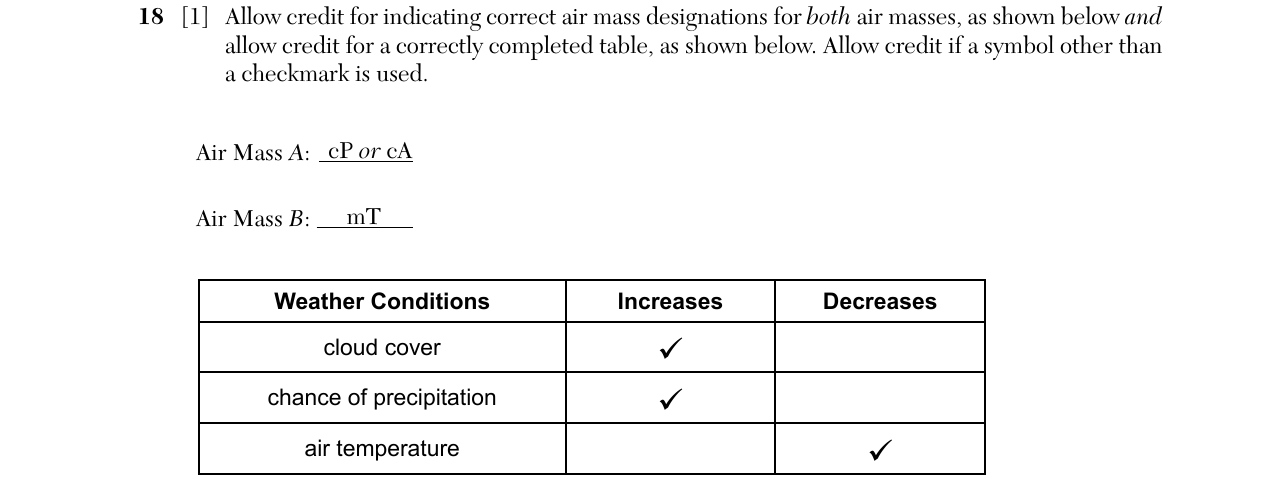 18 [1] Allow credit for indicating correct air mass designations for both air masses, as shown below and
allow credit for a correctly completed table, as shown below. Allow credit if a symbol other than
a checkmark is used.
Air Mass A: cP or cA
Air Mass B: mT
Weather Conditions Increases Decreases
cloud cover ✓
chance of precipitation ✓
air temperature ✓